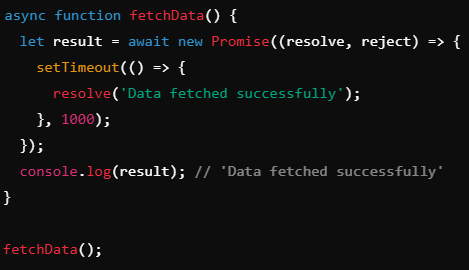 async function fetchData() {
  let result = await new Promise((resolve, reject) => {
    setTimeout(() => {
      resolve('Data fetched successfully');
    }, 1000);
  });
  console.log(result); // 'Data fetched successfully'
}

fetchData();